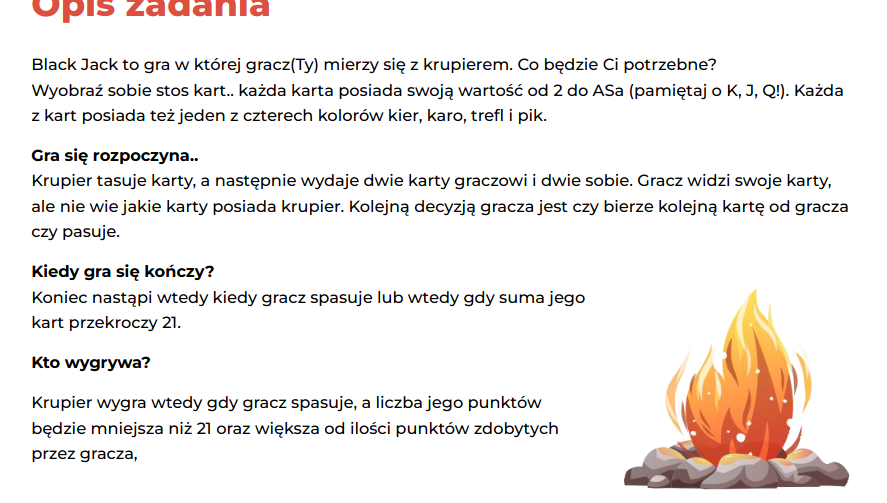 Opis zadania
Black Jack to gra w której gracz(Ty) mierzy się z krupierem. Co będzie Ci potrzebne?
Wyobraź sobie stos kart.. każda karta posiada swoją wartość od 2 do ASa (pamiętaj o K, J, Q!). Każda
z kart posiada też jeden z czterech kolorów kier, karo, trefl i pik.
Gra się rozpoczyna..
Krupier tasuje karty, a następnie wydaje dwie karty graczowi i dwie sobie. Gracz widzi swoje karty,
ale nie wie jakie karty posiada krupier. Kolejną decyzją gracza jest czy bierze kolejną kartę od gracza
czy pasuje.
Kiedy gra się kończy?
Koniec nastąpi wtedy kiedy gracz spasuje lub wtedy gdy suma jego
kart przekroczy 21.
Kto wygrywa?
Krupier wygra wtedy gdy gracz spasuje, a liczba jego punktów
będzie mniejsza niż 21 oraz większa od ilości punktów zdobytych
przez gracza,